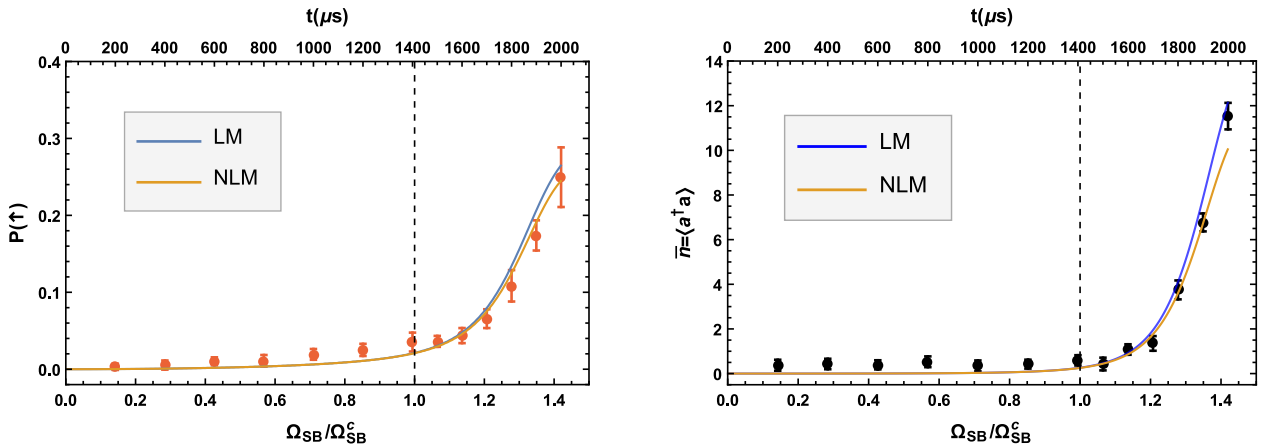 t(μs)
0 200 400 600 800 1000 1200 1400 1600 1800 2000
0.4
0.3
0.2
0.1
0.0
P(↑)
LM
NLM
0.0 0.2 0.4 0.6 0.8 1.0 1.2 1.4
Ω_SB/Ω_SB^c
t(μs)
0 200 400 600 800 1000 1200 1400 1600 1800 2000
14
12
10
8
6
4
2
0
n̅=⟨a†a⟩
LM
NLM
0.0 0.2 0.4 0.6 0.8 1.0 1.2 1.4
Ω_SB/Ω_SB^c